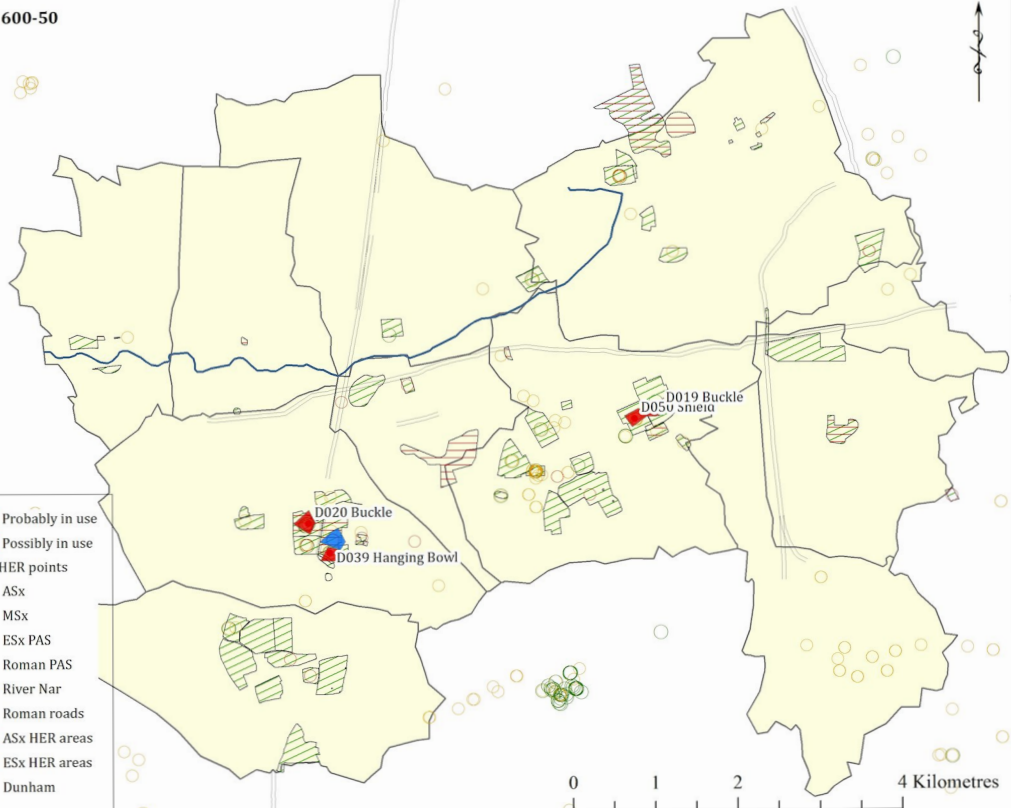 600-50
D019 Buckle
D050 Shield
D020 Buckle
D039 Hanging Bowl
Probably in use
Possibly in use
HER points
ASx
MSx
ESx PAS
Roman PAS
River Nar
Roman roads
ASx HER areas
ESx HER areas
Dunham
0 1 2 4 Kilometres